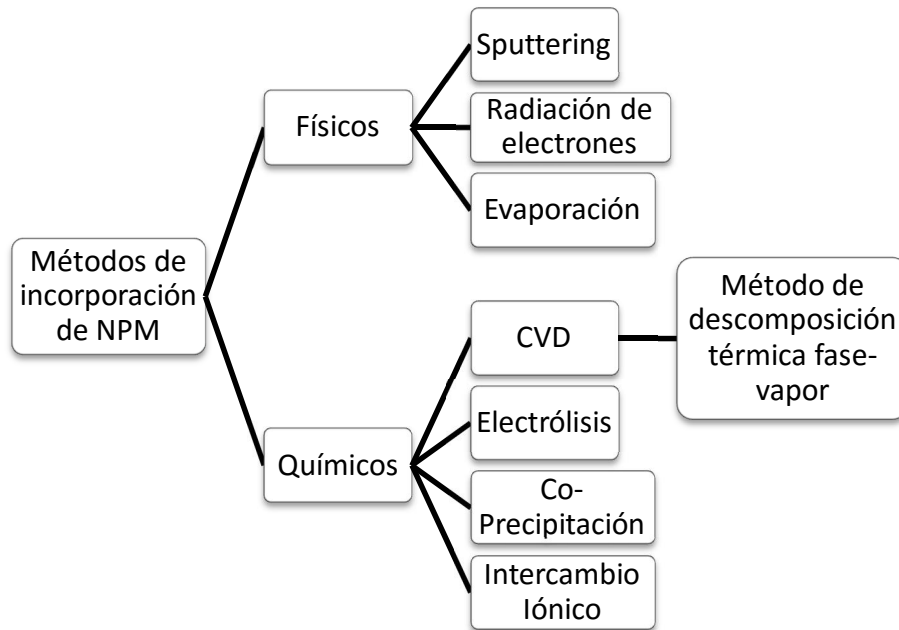 Métodos de
incorporación
de NPM
Físicos
Sputtering
Radiación de
electrones
Evaporación
Químicos
CVD
Método de
descomposición
térmica fase-
vapor
Electrólisis
Co-
Precipitación
Intercambio
Iónico